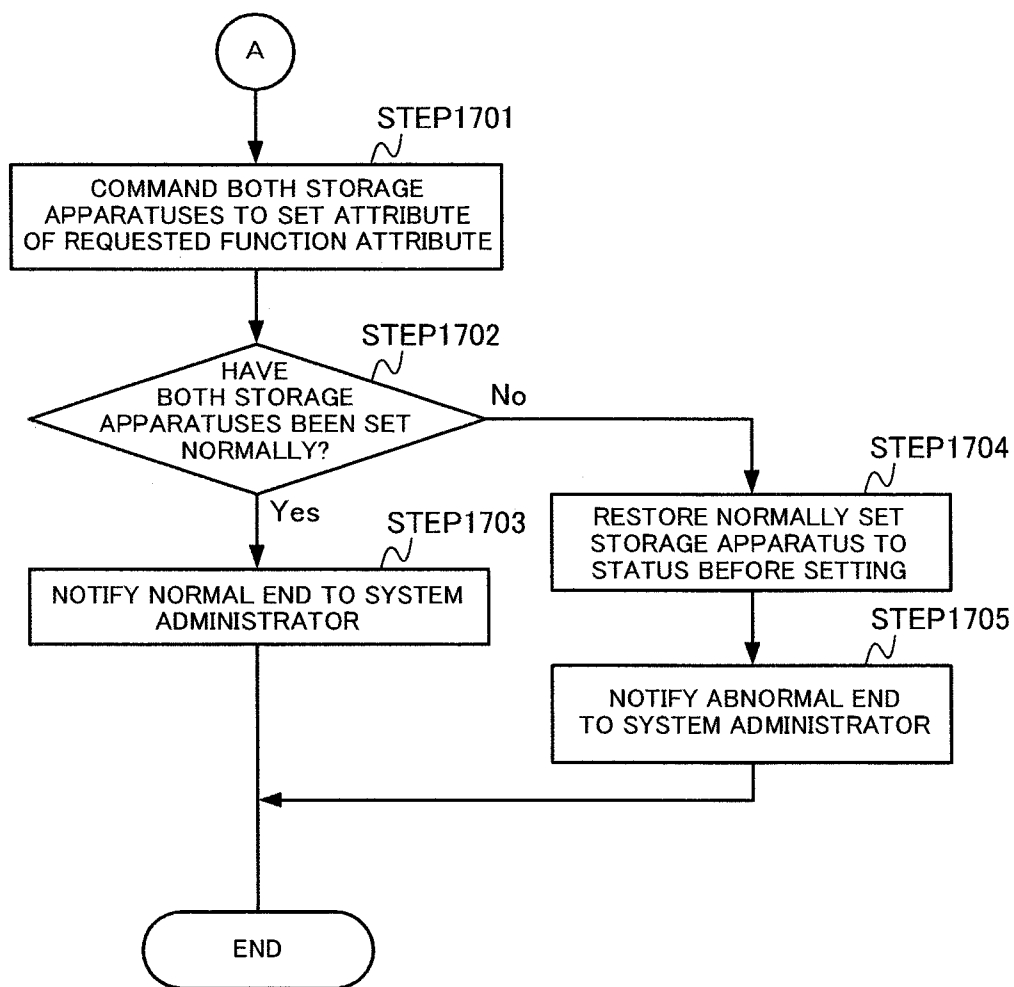 A
STEP1701
COMMAND BOTH STORAGE
APPARATUSES TO SET ATTRIBUTE
OF REQUESTED FUNCTION ATTRIBUTE
STEP1702
HAVE
BOTH STORAGE
APPARATUSES BEEN SET
NORMALLY?
No
Yes
STEP1703
NOTIFY NORMAL END TO SYSTEM
ADMINISTRATOR
STEP1704
RESTORE NORMALLY SET
STORAGE APPARATUS TO
STATUS BEFORE SETTING
STEP1705
NOTIFY ABNORMAL END
TO SYSTEM ADMINISTRATOR
END